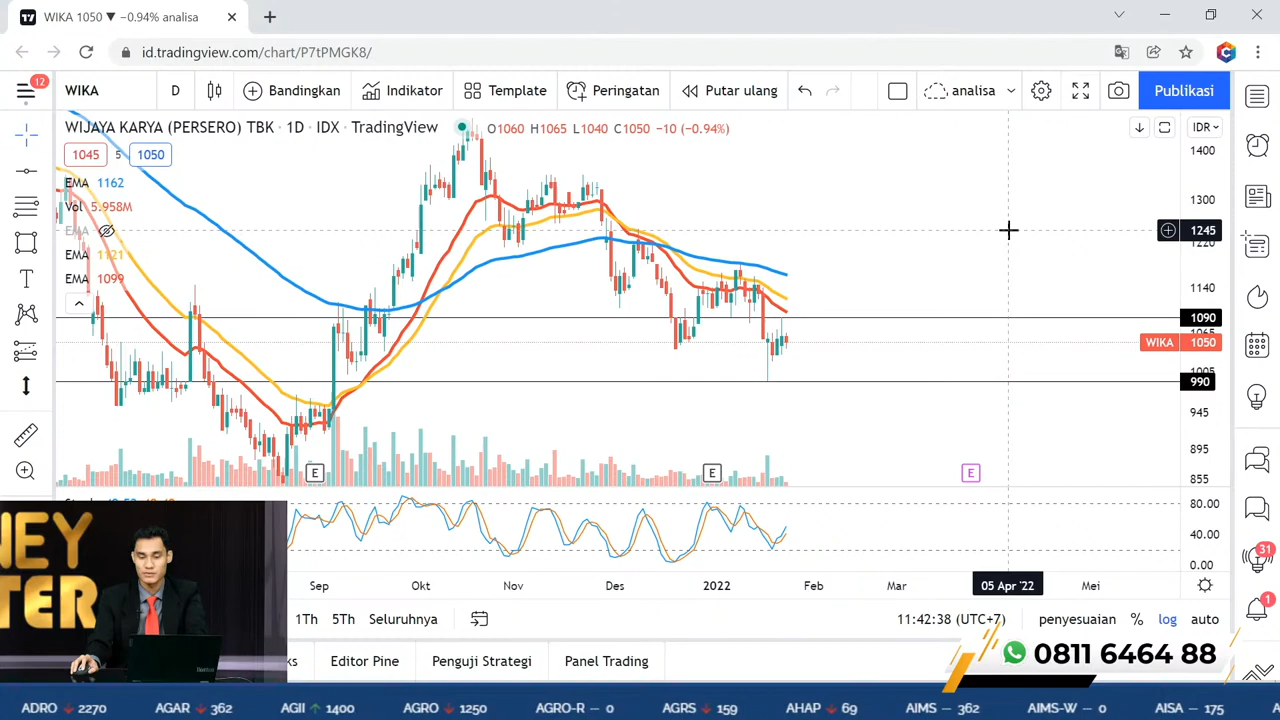 WIKA 1050 ▼ −0.94% analisa
id.tradingview.com/chart/P7tPMGK8/
12
WIKA
D
Bandingkan
Indikator
Template
Peringatan
Putar ulang
analisa
Publikasi
WIJAYA KARYA (PERSERO) TBK · 1D · IDX · TradingView
O1060 H1065 L1040 C1050 −10 (−0.94%)
IDR
1045
5
1050
EMA 1162
Vol 5.958M
EMA
EMA 1121
EMA 1099
1400
1300
1245
1220
1140
1090
1065
WIKA 1050
1005
990
945
895
855
E
E
E
80.00
40.00
0.00
Sep
Okt
Nov
Des
2022
Feb
Mar
05 Apr '22
Mei
1Th
5Th
Seluruhnya
11:42:38 (UTC+7)
penyesuaian
%
log
auto
Editor Pine
Penguji Strategi
Panel Trading
31
1
0811 6464 88
ADRO 2270
AGAR 362
AGII 1400
AGRO 1250
AGRO-R — 0
AGRS 159
AHAP 69
AIMS — 362
AIMS-W — 0
AISA — 175